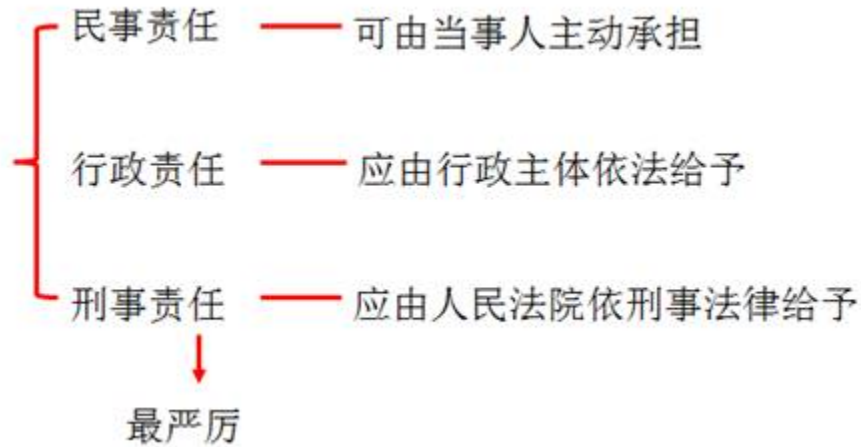 民事责任 可由当事人主动承担
行政责任 应由行政主体依法给予
刑事责任 应由人民法院依刑事法律给予
最严厉